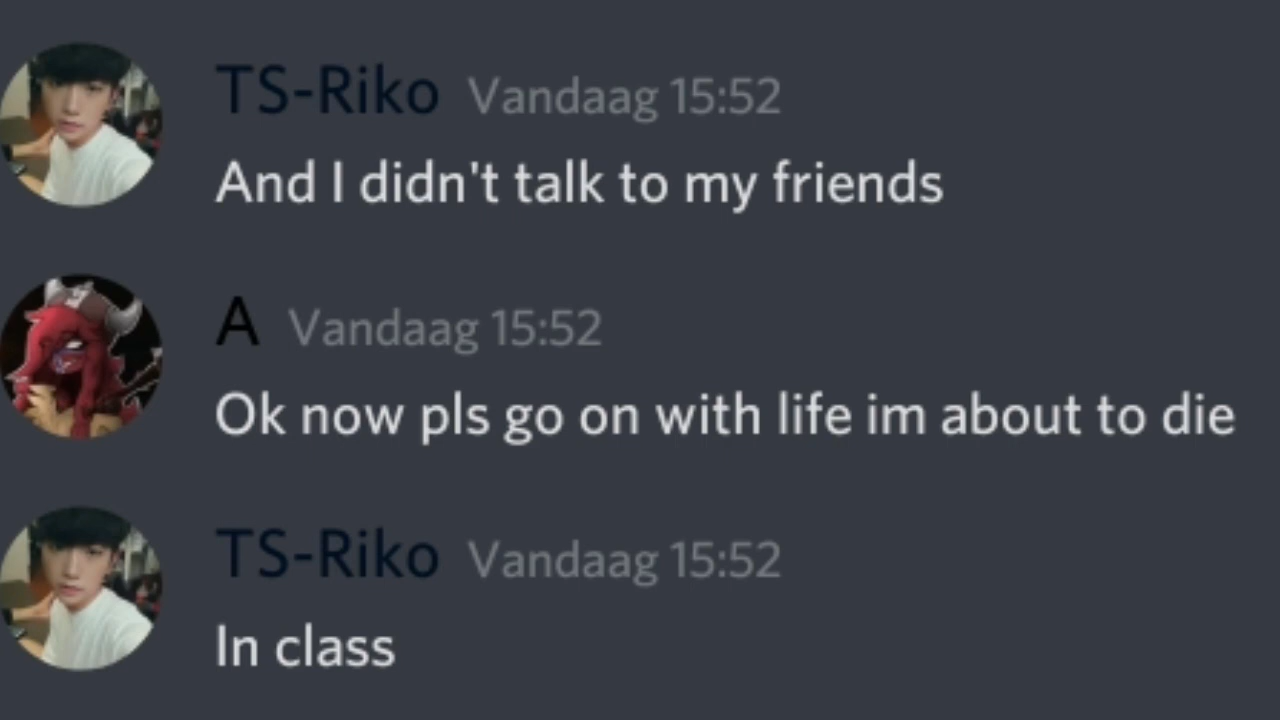 TS-Riko Vandaag 15:52
And I didn't talk to my friends
A Vandaag 15:52
Ok now pls go on with life im about to die
TS-Riko Vandaag 15:52
In class